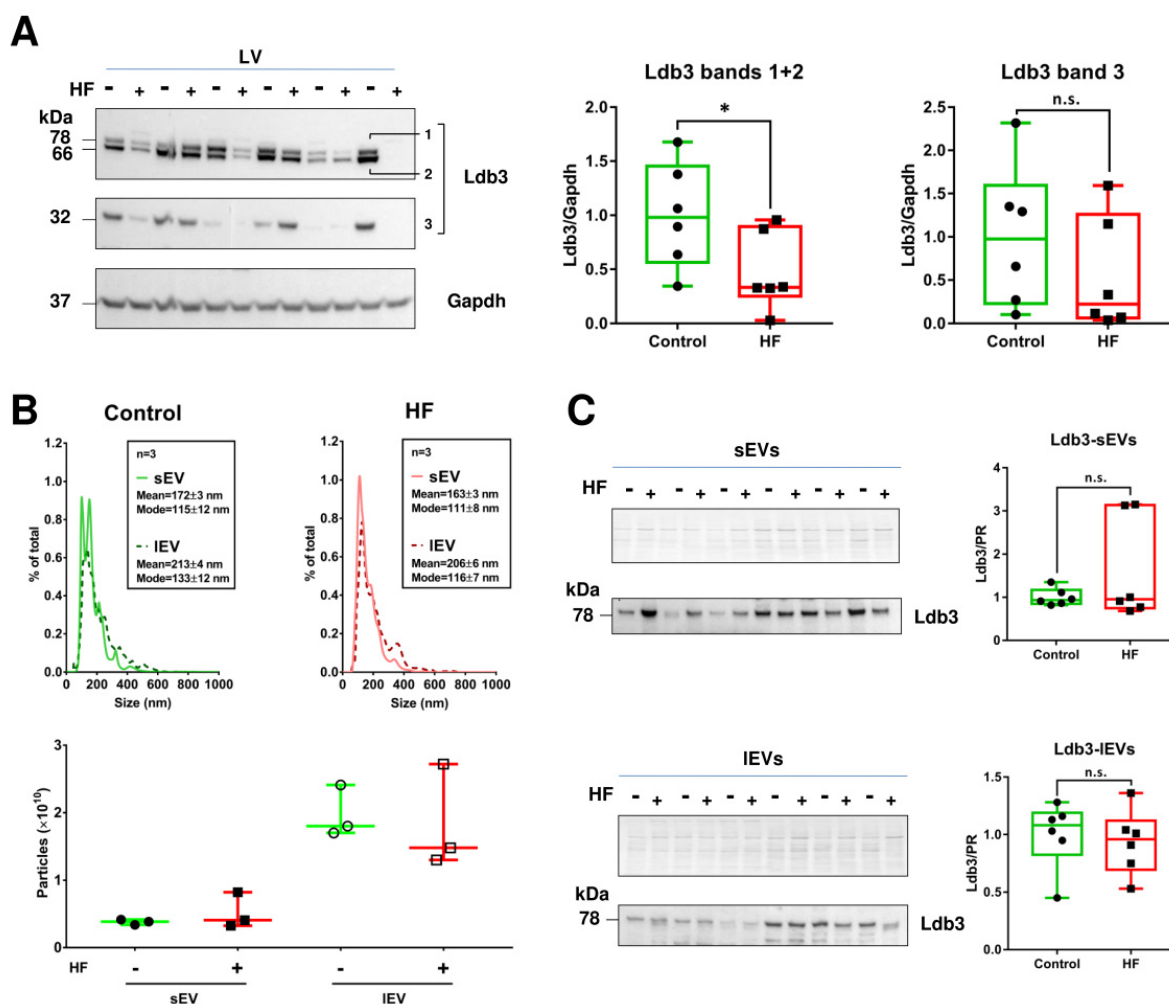 A
LV
HF - + - + - + - + - + - +
kDa
78
66
1
2
Ldb3
32
3
37
Gapdh
Ldb3 bands 1+2
2.0
1.5
1.0
0.5
0.0
Ldb3/Gapdh
*
Control
HF
Ldb3 band 3
2.5
2.0
1.5
1.0
0.5
0.0
Ldb3/Gapdh
n.s.
Control
HF
B
Control
1.2
1.0
0.8
0.6
0.4
0.2
0.0
% of total
n=3
sEV
Mean=172±3 nm
Mode=115±12 nm
lEV
Mean=213±4 nm
Mode=133±12 nm
0 200 400 600 800 1000
Size (nm)
HF
1.2
1.0
0.8
0.6
0.4
0.2
0.0
% of total
n=3
sEV
Mean=163±3 nm
Mode=111±8 nm
lEV
Mean=206±6 nm
Mode=116±7 nm
0 200 400 600 800 1000
Size (nm)
3
2
1
0
Particles (×10¹⁰)
HF - + - +
sEV lEV
C
sEVs
HF - + - + - + - + - + - +
kDa
78
Ldb3
Ldb3-sEVs
4
3
2
1
0
Ldb3/PR
n.s.
Control
HF
lEVs
HF - + - + - + - + - + - +
kDa
78
Ldb3
Ldb3-lEVs
1.5
1.0
0.5
0.0
Ldb3/PR
n.s.
Control
HF